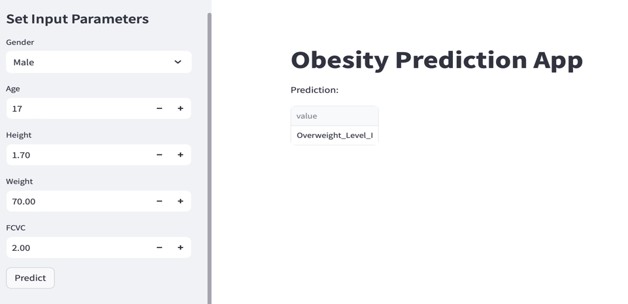 Set Input Parameters
Gender
Male
Age
17
Height
1.70
Weight
70.00
FCVC
2.00
Predict
Obesity Prediction App
Prediction:
value
Overweight_Level_I